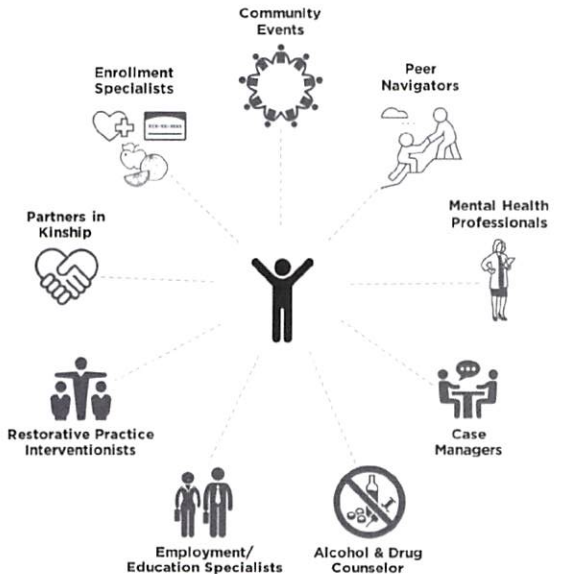 Community
Events
Enrollment
Specialists
Peer
Navigators
Partners in
Kinship
Mental Health
Professionals
Restorative Practice
Interventionists
Case
Managers
Employment/
Education Specialists
Alcohol & Drug
Counselor